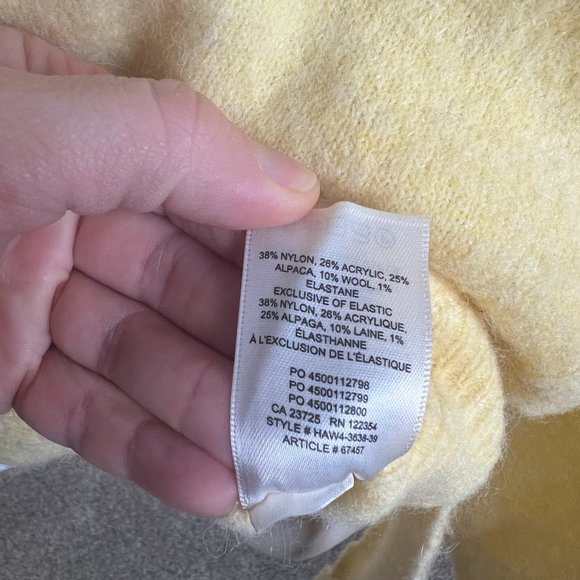 38% NYLON, 26% ACRYLIC, 25%
ALPACA, 10% WOOL, 1%
ELASTANE
EXCLUSIVE OF ELASTIC
38% NYLON, 26% ACRYLIQUE,
25% ALPAGA, 10% LAINE, 1%
ÉLASTHANNE
À L'EXCLUSION DE L'ÉLASTIQUE
PO 4500112798
PO 4500112799
PO 4500112800
CA 23725 RN 122354
STYLE # HAW4-3638-39
ARTICLE # 67457